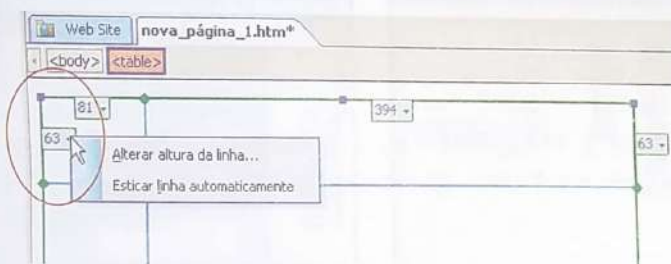 Web Site nova_página_1.htm*
<body> <table>
81 394
63 63
Alterar altura da linha...
Esticar linha automaticamente